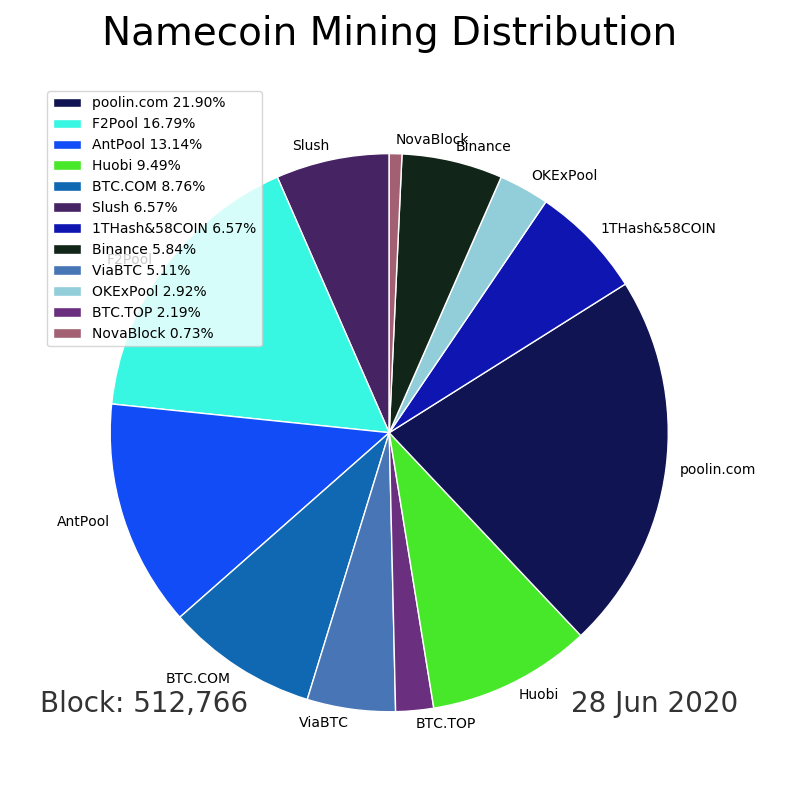 Namecoin Mining Distribution
poolin.com 21.90%
F2Pool 16.79%
AntPool 13.14%
Huobi 9.49%
BTC.COM 8.76%
Slush 6.57%
1THash&58COIN 6.57%
Binance 5.84%
ViaBTC 5.11%
OKExPool 2.92%
BTC.TOP 2.19%
NovaBlock 0.73%
Slush
NovaBlock
Binance
OKExPool
1THash&58COIN
F2Pool
poolin.com
AntPool
BTC.COM
Huobi
ViaBTC
BTC.TOP
Block: 512,766
28 Jun 2020